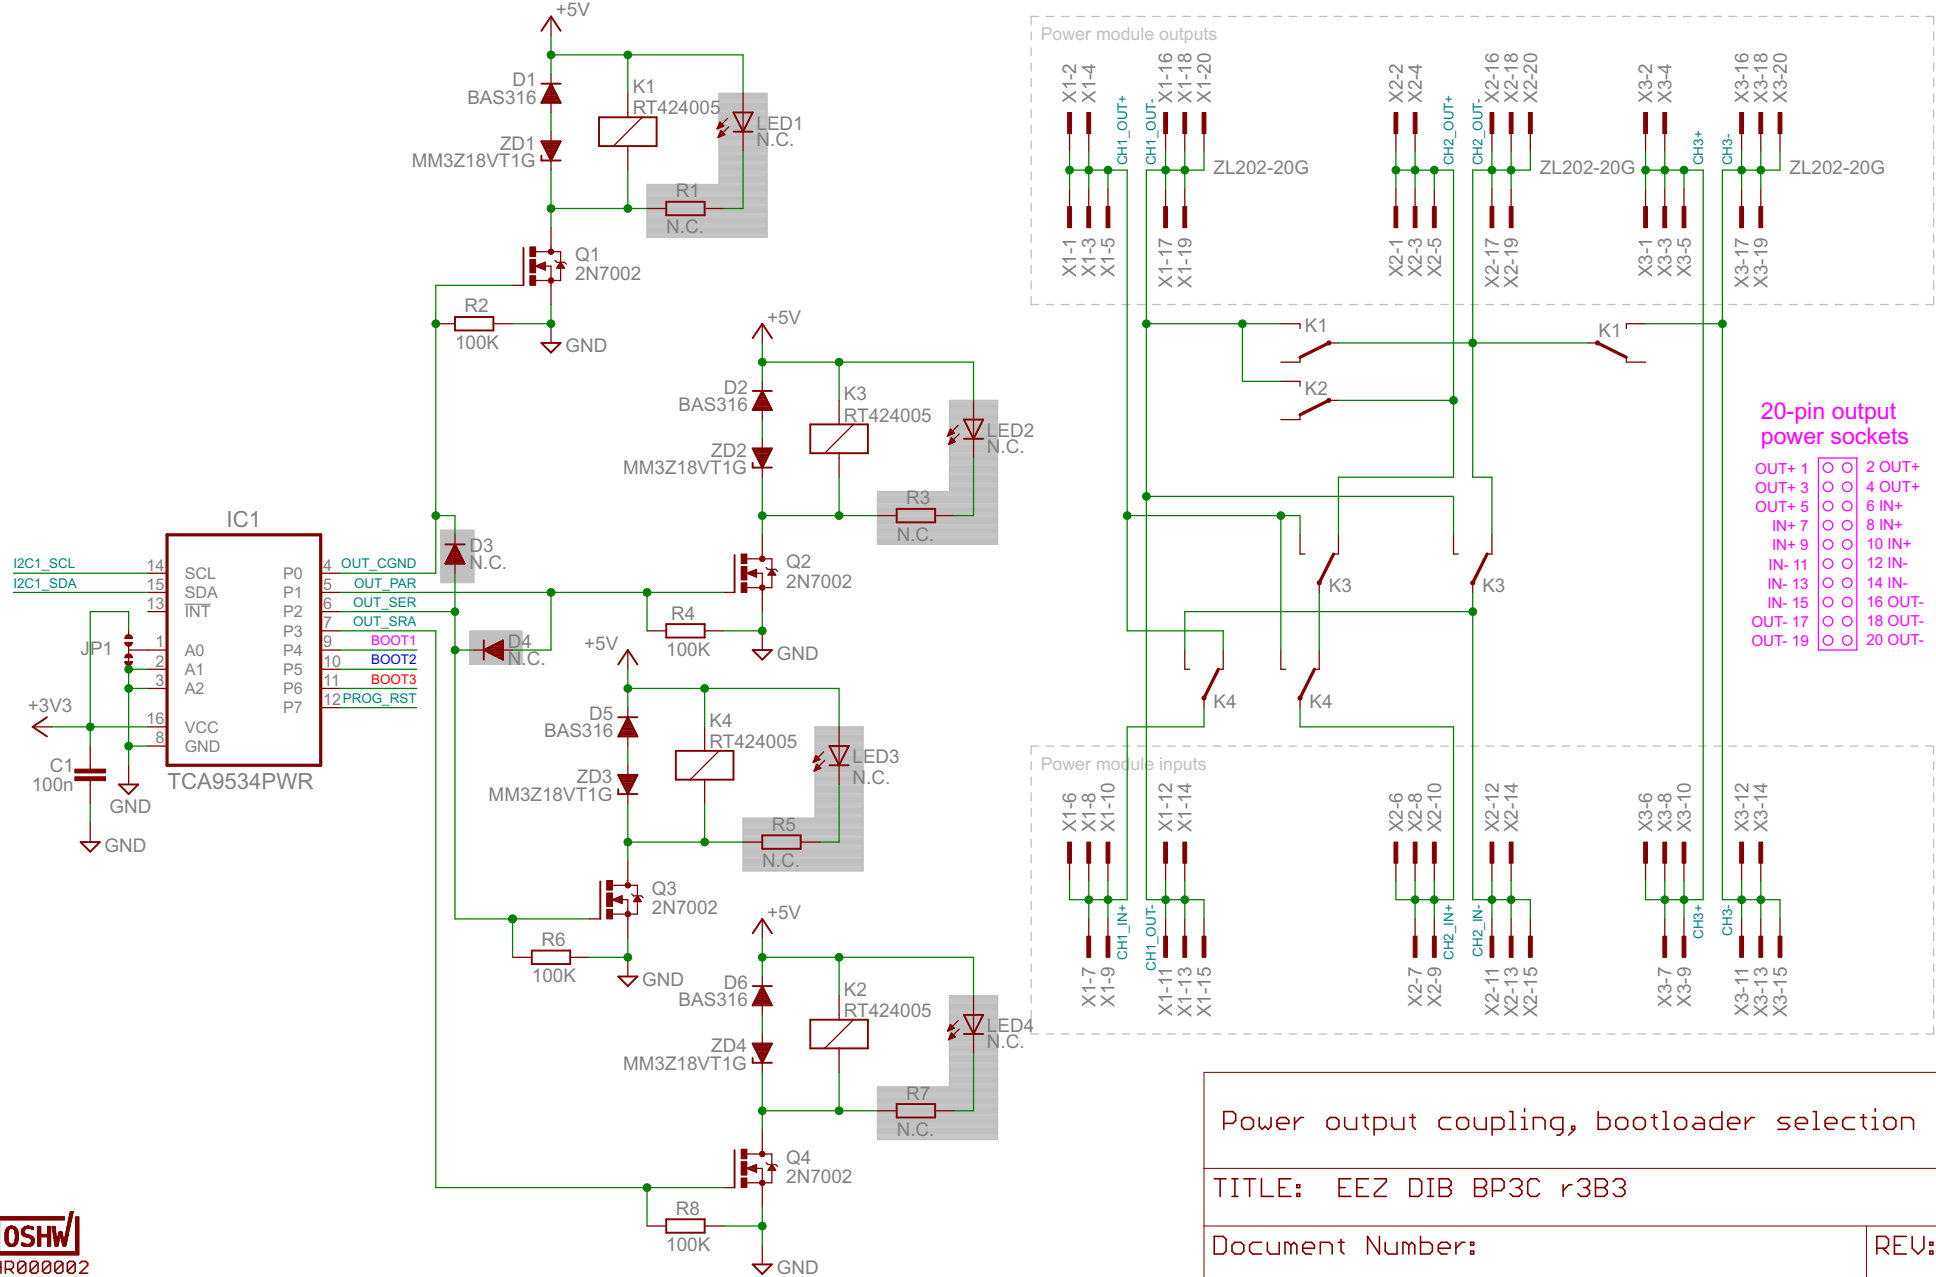 +5V
D1
BAS316
K1
RT424005
LED1
N.C.
ZD1
MM3Z18VT1G
R1
N.C.
Q1
2N7002
R2
100K
GND
+5V
D2
BAS316
K3
RT424005
LED2
N.C.
ZD2
MM3Z18VT1G
R3
N.C.
Q2
2N7002
R4
100K
GND
IC1
I2C1_SCL
I2C1_SDA
14
15
13
1
2
3
16
8
SCL
SDA
INT
A0
A1
A2
VCC
GND
P0
P1
P2
P3
P4
P5
P6
P7
4
5
6
7
9
10
11
12
OUT_CGND
OUT_PAR
OUT_SER
OUT_SRA
BOOT1
BOOT2
BOOT3
PROG_RST
TCA9534PWR
JP1
+3V3
C1
100n
GND
GND
D3
N.C.
D4
N.C.
+5V
D5
BAS316
K4
RT424005
LED3
N.C.
ZD3
MM3Z18VT1G
R5
N.C.
Q3
2N7002
R6
100K
GND
+5V
D6
BAS316
K2
RT424005
LED4
N.C.
ZD4
MM3Z18VT1G
R7
N.C.
Q4
2N7002
R8
100K
GND
Power module outputs
X1-2
X1-4
CH1_OUT+
CH1_OUT-
X1-16
X1-18
X1-20
ZL202-20G
X1-1
X1-3
X1-5
X1-17
X1-19
X2-2
X2-4
CH2_OUT+
CH2_OUT-
X2-16
X2-18
X2-20
ZL202-20G
X2-1
X2-3
X2-5
X2-17
X2-19
X3-2
X3-4
CH3+
CH3-
X3-16
X3-18
X3-20
ZL202-20G
X3-1
X3-3
X3-5
X3-17
X3-19
K1
K1
K2
K3
K3
K4
K4
20-pin output
power sockets
OUT+ 1 2 OUT+
OUT+ 3 4 OUT+
OUT+ 5 6 IN+
IN+ 7 8 IN+
IN+ 9 10 IN+
IN- 11 12 IN-
IN- 13 14 IN-
IN- 15 16 OUT-
OUT- 17 18 OUT-
OUT- 19 20 OUT-
Power module inputs
X1-6
X1-8
X1-10
X1-12
X1-14
CH1_IN+
CH1_OUT-
X1-7
X1-9
X1-11
X1-13
X1-15
X2-6
X2-8
X2-10
X2-12
X2-14
CH2_IN+
CH2_IN-
X2-7
X2-9
X2-11
X2-13
X2-15
X3-6
X3-8
X3-10
X3-12
X3-14
CH3+
CH3-
X3-7
X3-9
X3-11
X3-13
X3-15
Power output coupling, bootloader selection
TITLE: EEZ DIB BP3C r3B3
Document Number:
REV:
OSHW
HR000002